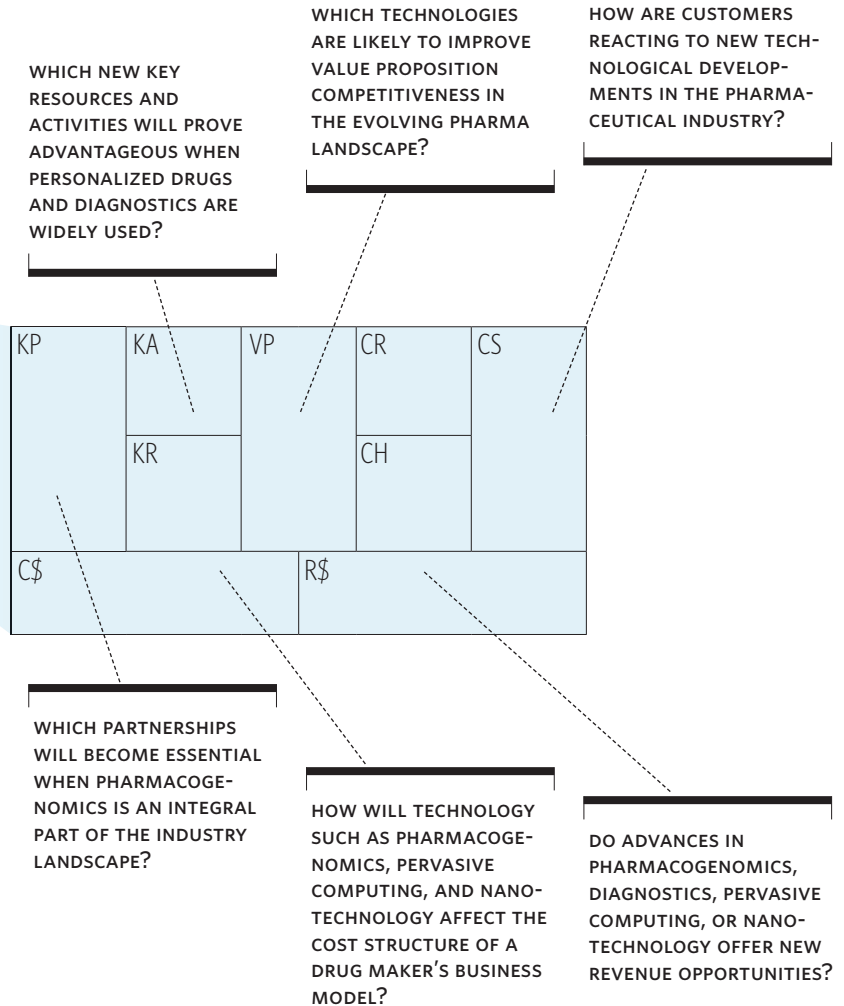 WHICH NEW KEY
RESOURCES AND
ACTIVITIES WILL PROVE
ADVANTAGEOUS WHEN
PERSONALIZED DRUGS
AND DIAGNOSTICS ARE
WIDELY USED?
WHICH TECHNOLOGIES
ARE LIKELY TO IMPROVE
VALUE PROPOSITION
COMPETITIVENESS IN
THE EVOLVING PHARMA
LANDSCAPE?
HOW ARE CUSTOMERS
REACTING TO NEW TECH-
NOLOGICAL DEVELOP-
MENTS IN THE PHARMA-
CEUTICAL INDUSTRY?
KP
KA
VP
CR
CS
KR
CH
C$
R$
WHICH PARTNERSHIPS
WILL BECOME ESSENTIAL
WHEN PHARMACOGE-
NOMICS IS AN INTEGRAL
PART OF THE INDUSTRY
LANDSCAPE?
HOW WILL TECHNOLOGY
SUCH AS PHARMACOGE-
NOMICS, PERVASIVE
COMPUTING, AND NANO-
TECHNOLOGY AFFECT THE
COST STRUCTURE OF A
DRUG MAKER'S BUSINESS
MODEL?
DO ADVANCES IN
PHARMACOGENOMICS,
DIAGNOSTICS, PERVASIVE
COMPUTING, OR NANO-
TECHNOLOGY OFFER NEW
REVENUE OPPORTUNITIES?